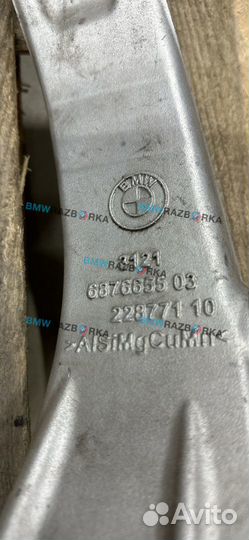 BMW
BMW RAZBORKA
3121
6876655 03
BMW RAZBORKA
228771 10
>AlSiMgCuMn<
BMW RAZBORKA
Avito